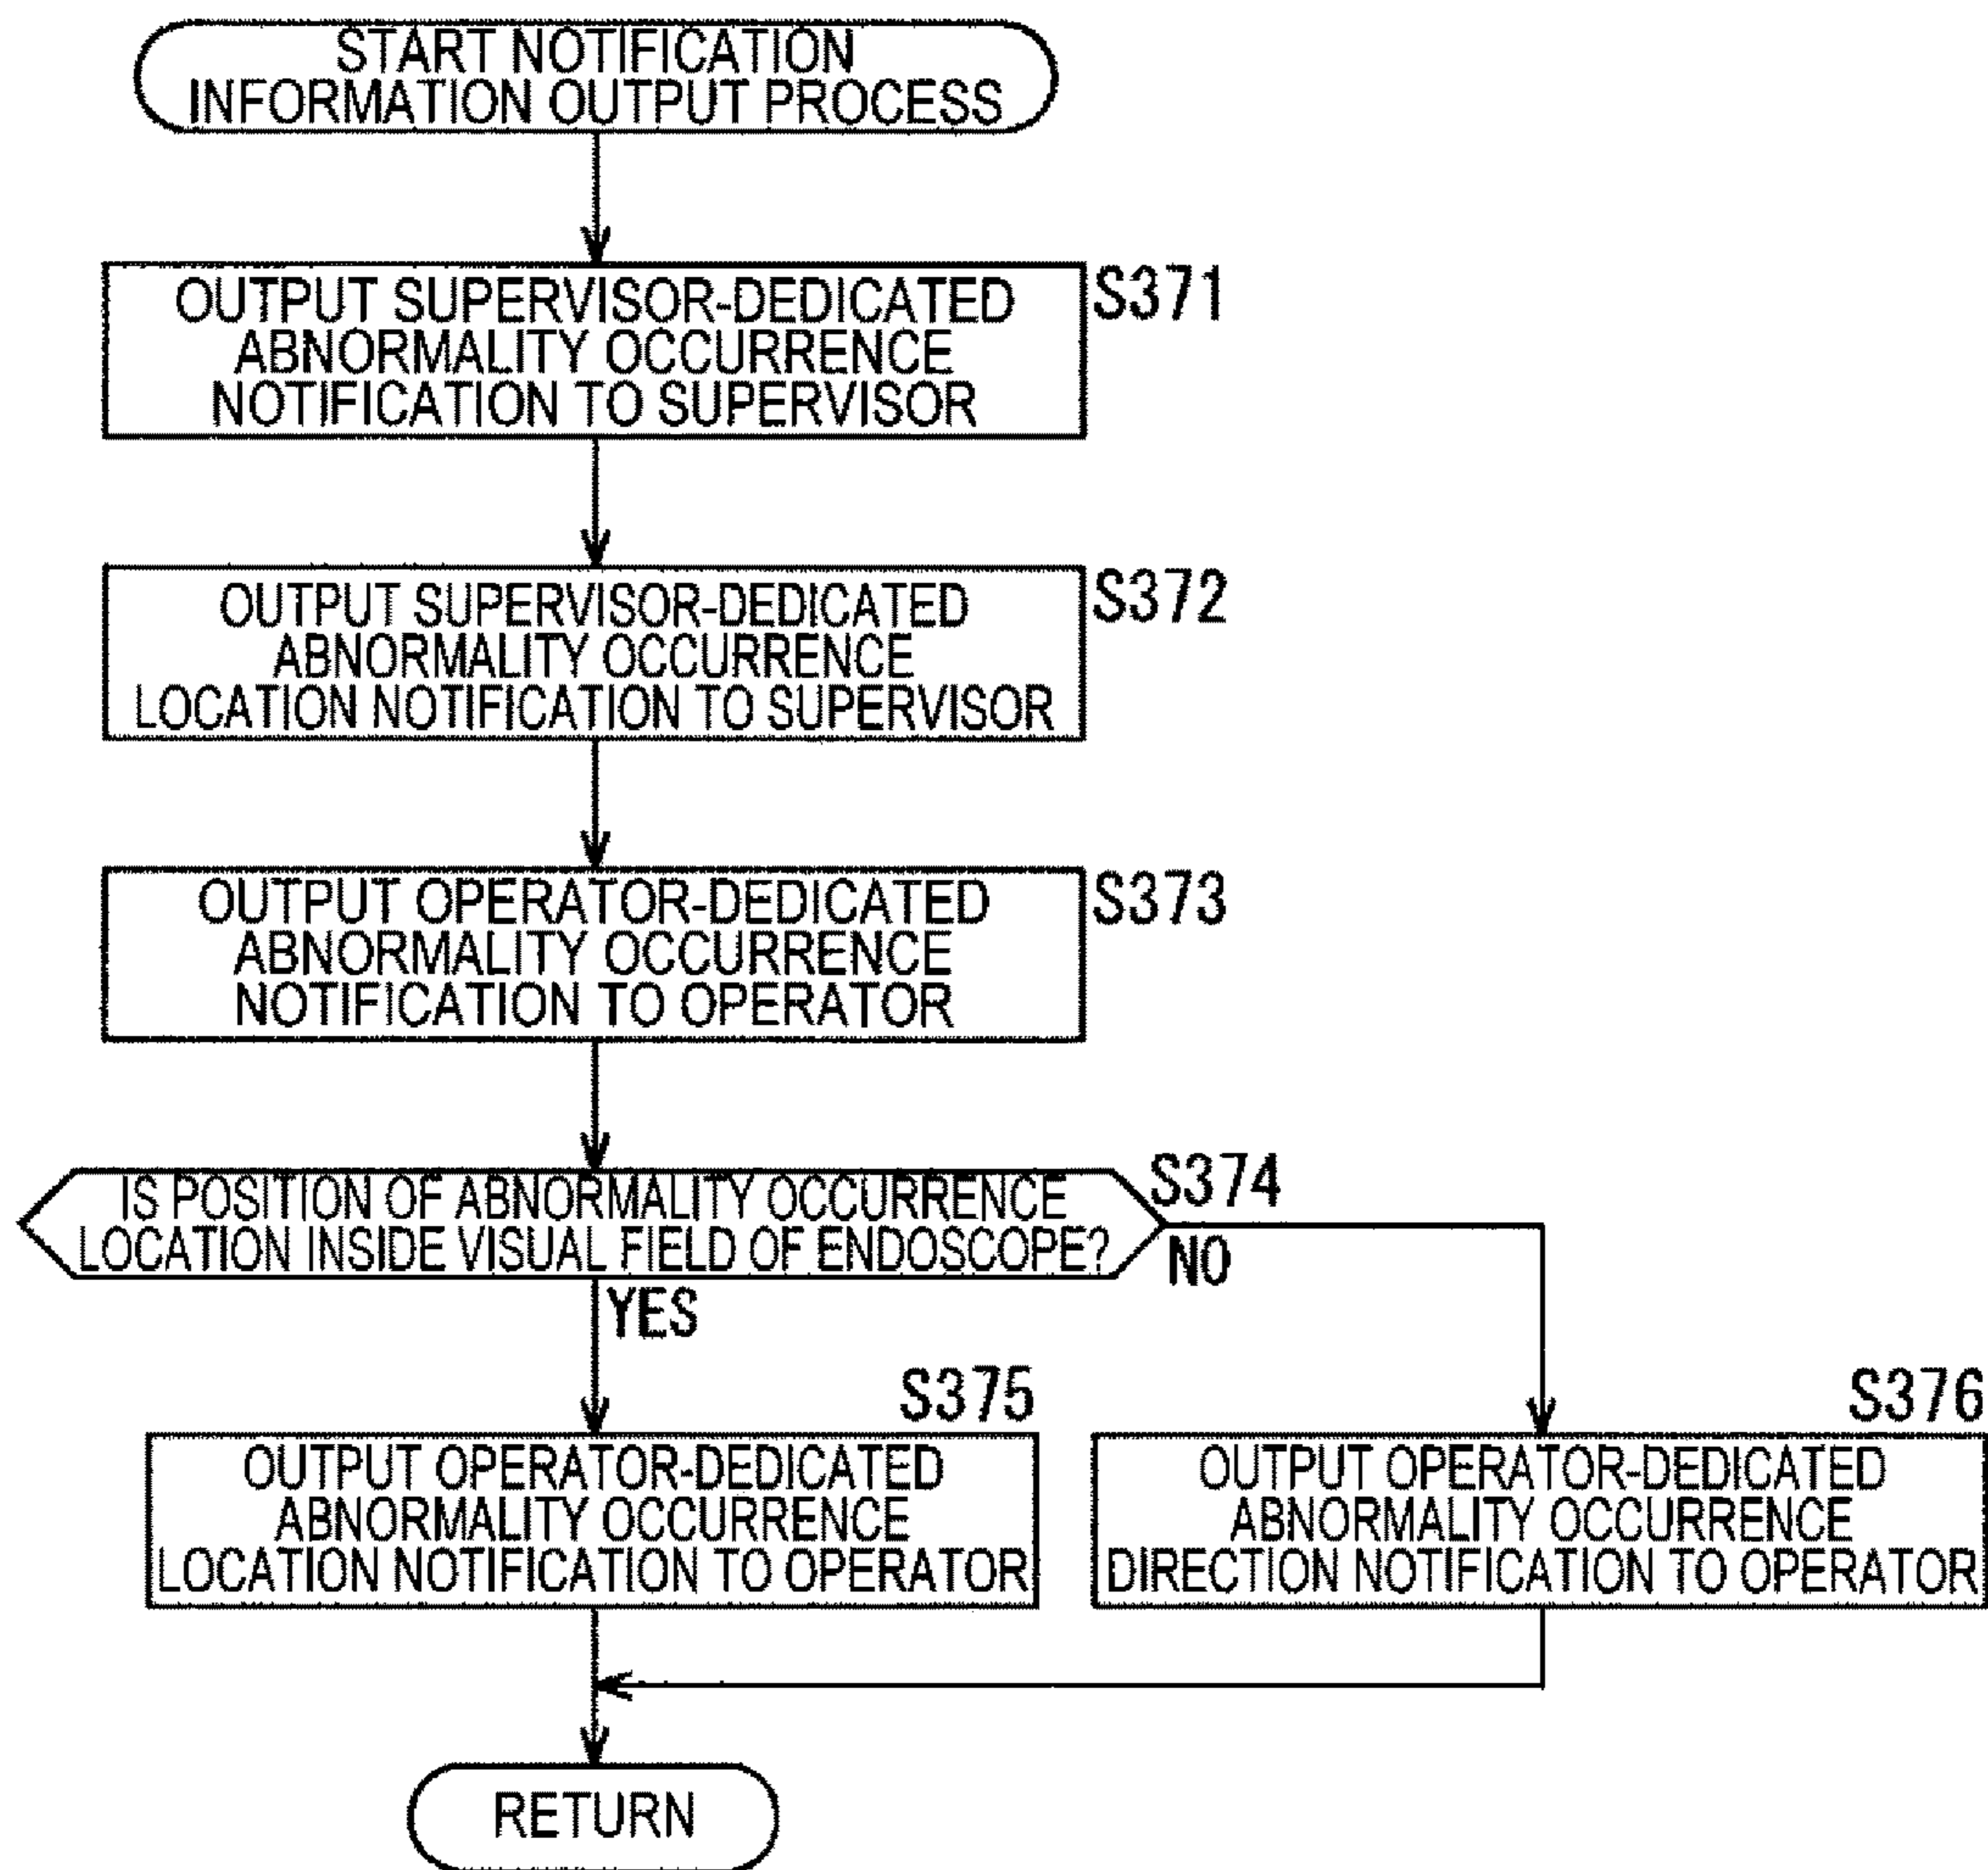 START NOTIFICATION
INFORMATION OUTPUT PROCESS
OUTPUT SUPERVISOR-DEDICATED
ABNORMALITY OCCURRENCE
NOTIFICATION TO SUPERVISOR
S371
OUTPUT SUPERVISOR-DEDICATED
ABNORMALITY OCCURRENCE
LOCATION NOTIFICATION TO SUPERVISOR
S372
OUTPUT OPERATOR-DEDICATED
ABNORMALITY OCCURRENCE
NOTIFICATION TO OPERATOR
S373
IS POSITION OF ABNORMALITY OCCURRENCE
LOCATION INSIDE VISUAL FIELD OF ENDOSCOPE?
S374
NO
YES
S375
OUTPUT OPERATOR-DEDICATED
ABNORMALITY OCCURRENCE
LOCATION NOTIFICATION TO OPERATOR
S376
OUTPUT OPERATOR-DEDICATED
ABNORMALITY OCCURRENCE
DIRECTION NOTIFICATION TO OPERATOR
RETURN